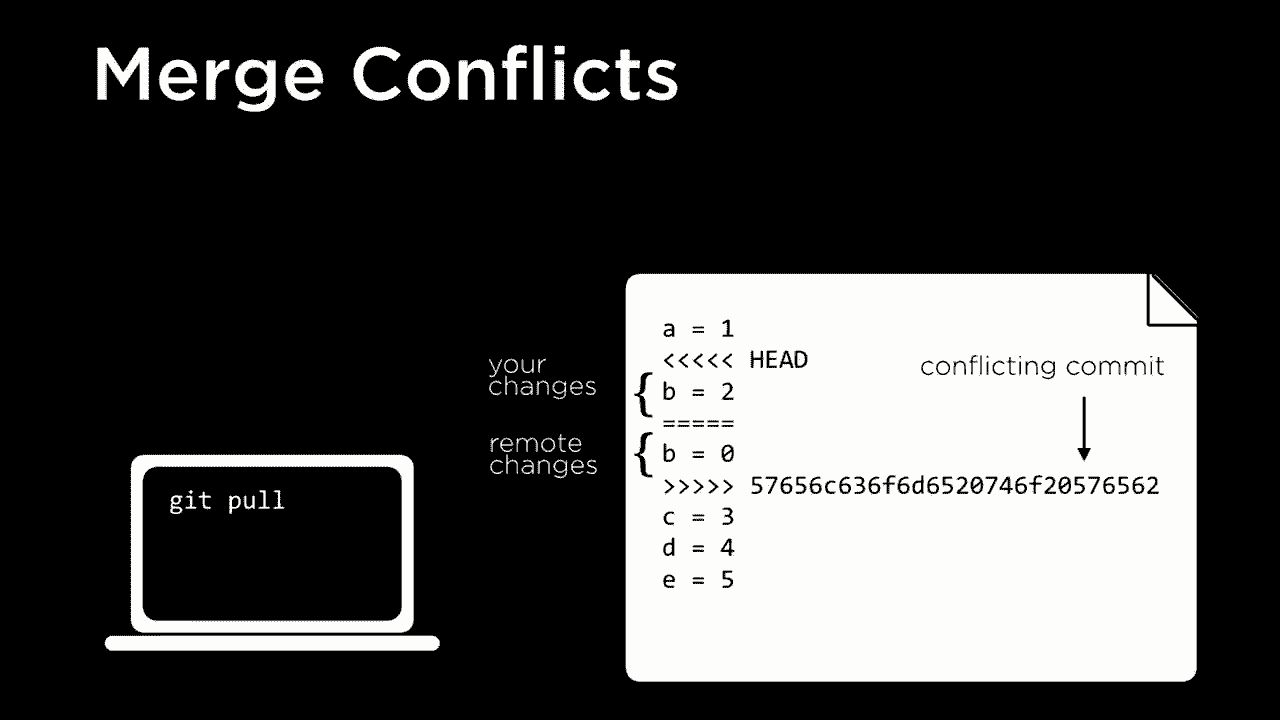 Merge Conflicts
git pull
your
changes
remote
changes
{
{
a = 1
<<<<< HEAD
b = 2
=====
b = 0
>>>>> 57656c636f6d6520746f20576562
c = 3
d = 4
e = 5
conflicting commit